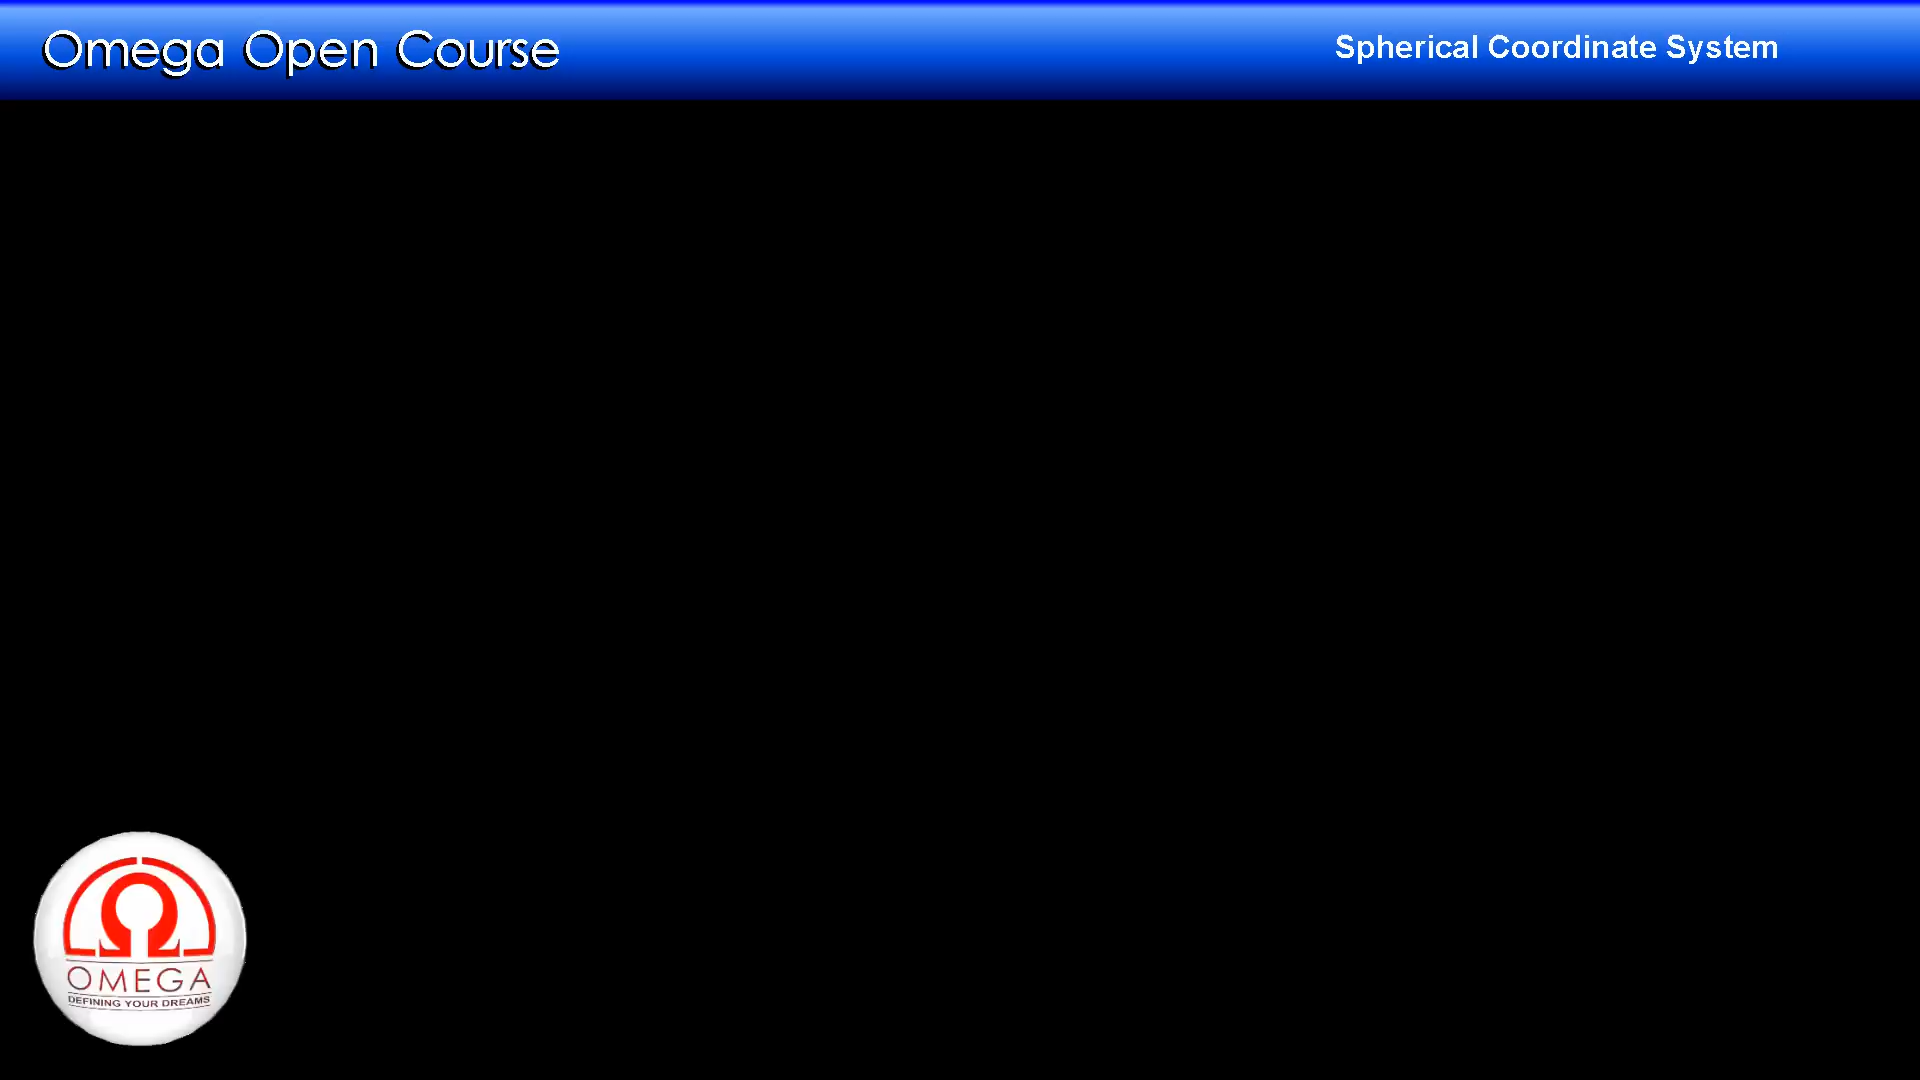 Omega Open Course
Spherical Coordinate System
OMEGA
DEFINING YOUR DREAMS